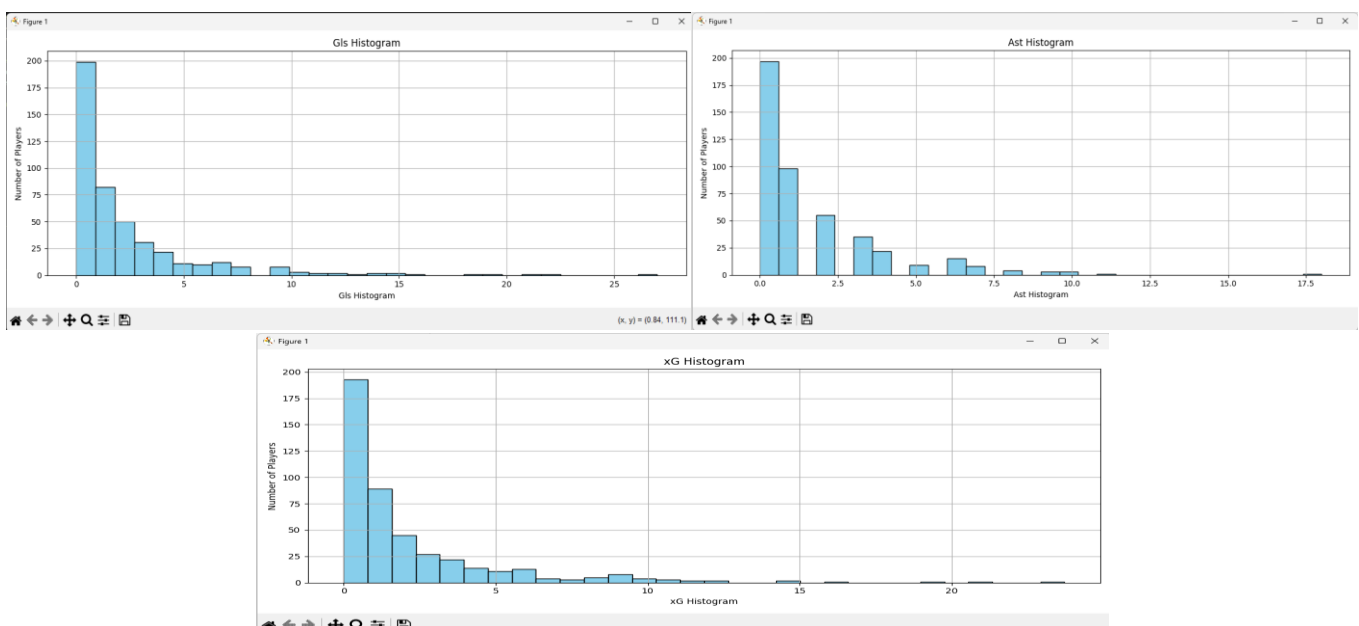 Figure 1
Gls Histogram
Number of Players
200
175
150
125
100
75
50
25
0
0 5 10 15 20 25
Gls Histogram
(x, y) = (0.84, 111.1)
Figure 1
Ast Histogram
Number of Players
200
175
150
125
100
75
50
25
0
0.0 2.5 5.0 7.5 10.0 12.5 15.0 17.5
Ast Histogram
Figure 1
xG Histogram
Number of Players
200
175
150
125
100
75
50
25
0
0 5 10 15 20
xG Histogram